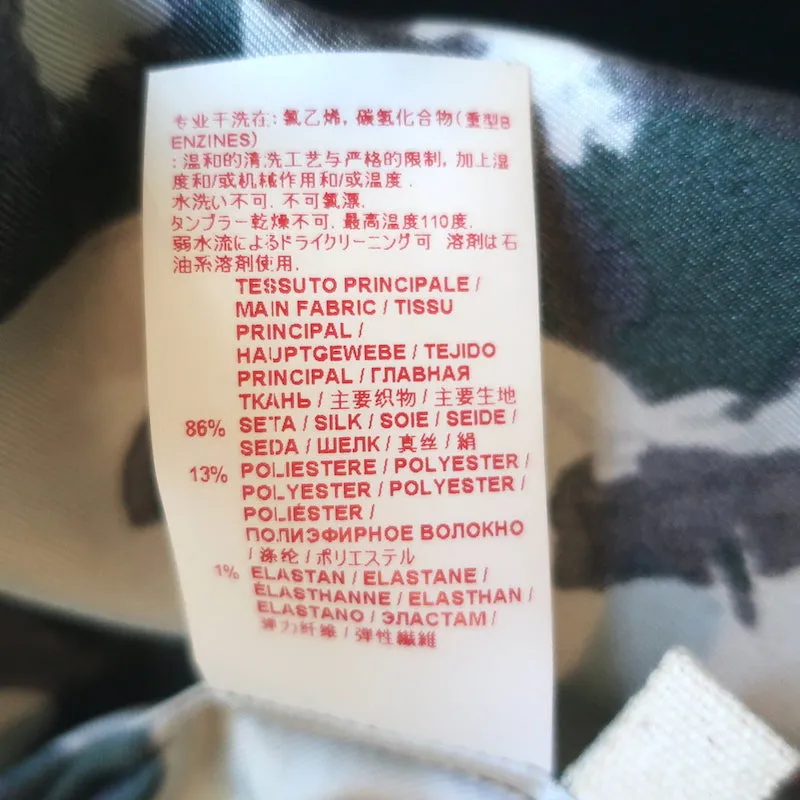 专业干洗在: 氯乙烯, 碳氢化合物(重型B
ENZINES)
: 温和的清洗工艺与严格的限制, 加上湿
度和/或机械作用和/或温度 .
水洗い不可. 不可氯漂.
タンブラー乾燥不可. 最高温度110度.
弱水流によるドライクリーニング可 溶剤は石
油系溶剤使用.
TESSUTO PRINCIPALE /
MAIN FABRIC / TISSU
PRINCIPAL /
HAUPTGEWEBE / TEJIDO
PRINCIPAL / ГЛАВНАЯ
ТКАНЬ / 主要织物 / 主要生地
86% SETA / SILK / SOIE / SEIDE /
SEDA / ШЕЛК / 真丝 / 絹
13% POLIESTERE / POLYESTER /
POLYESTER / POLYESTER /
POLIÉSTER /
ПОЛИЭФИРНОЕ ВОЛОКНО
/ 涤纶 / ポリエステル
1% ELASTAN / ELASTANE /
ÉLASTHANNE / ELASTHAN /
ELASTANO / ЭЛАСТАМ /
弹力纤维 / 弾性繊維